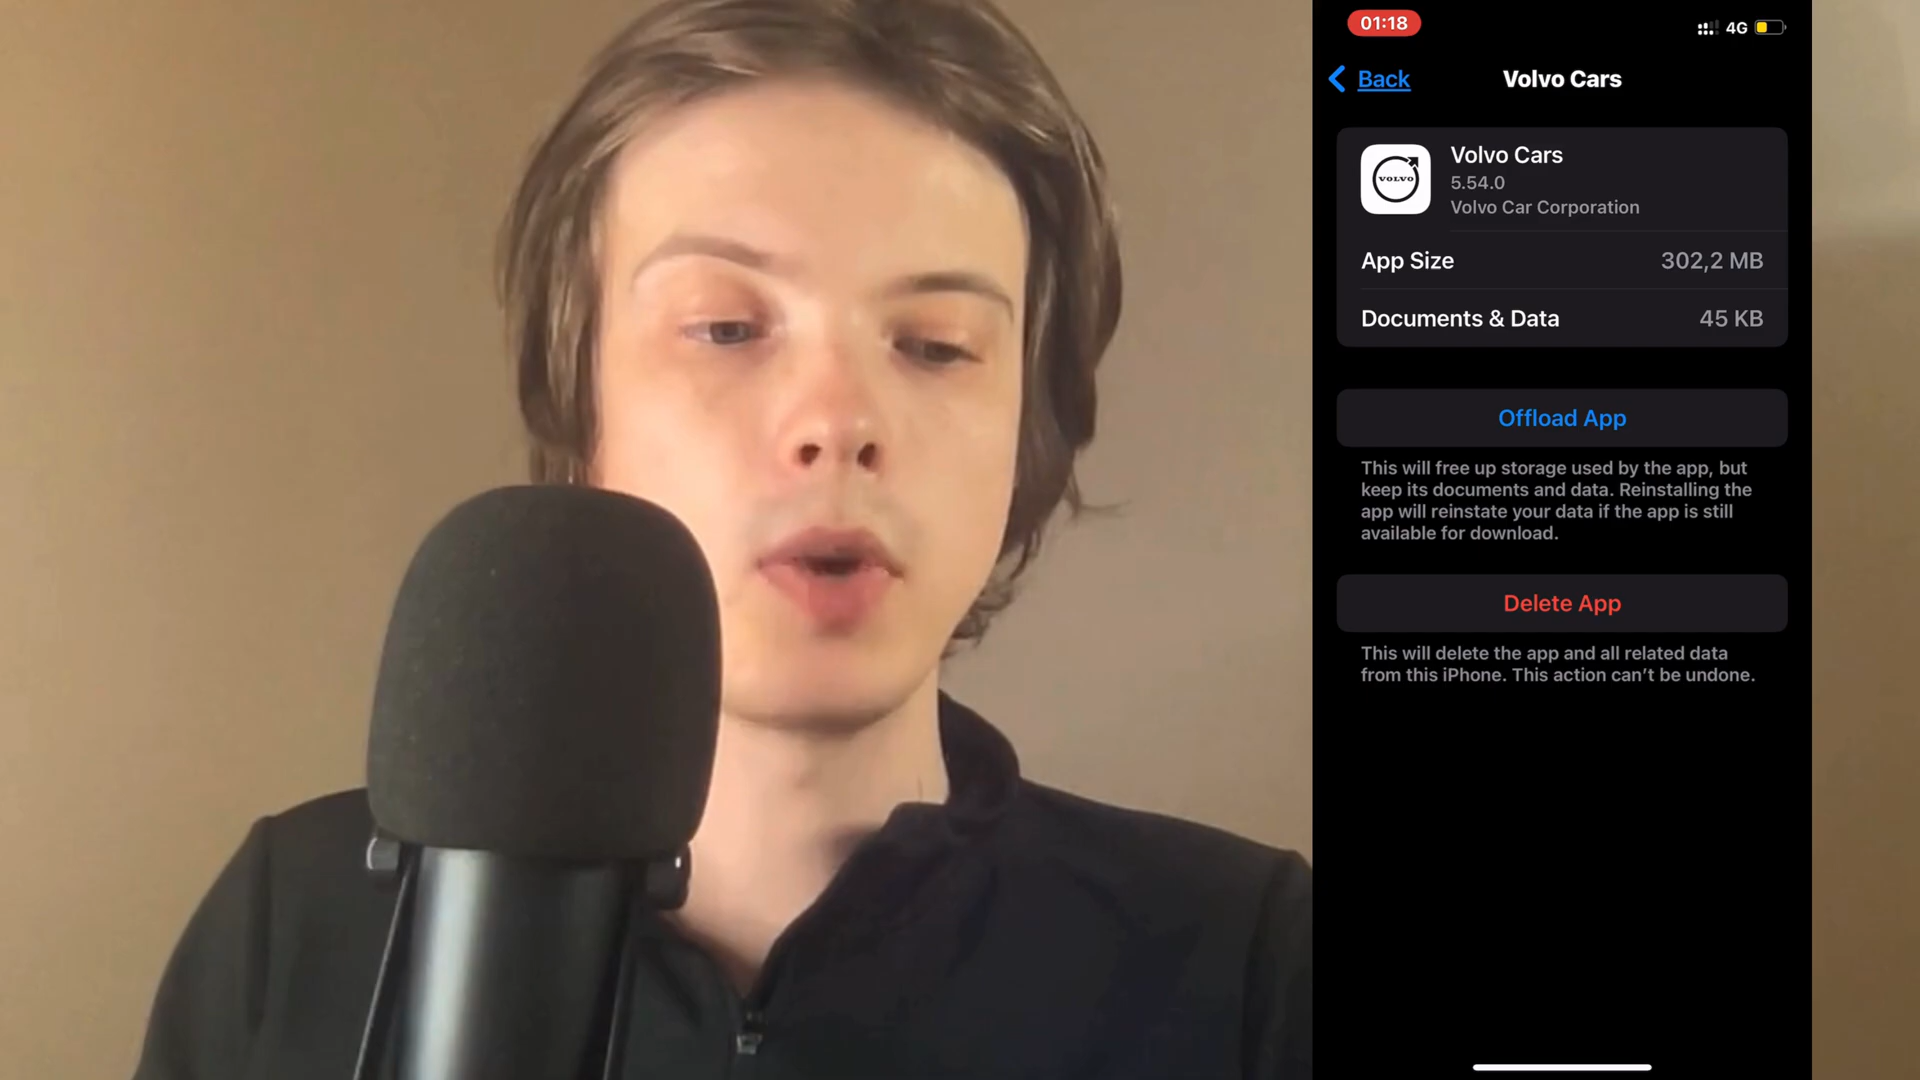 01:18
4G
Back
Volvo Cars
VOLVO
Volvo Cars
5.54.0
Volvo Car Corporation
App Size
302,2 MB
Documents & Data
45 KB
Offload App
This will free up storage used by the app, but
keep its documents and data. Reinstalling the
app will reinstate your data if the app is still
available for download.
Delete App
This will delete the app and all related data
from this iPhone. This action can’t be undone.